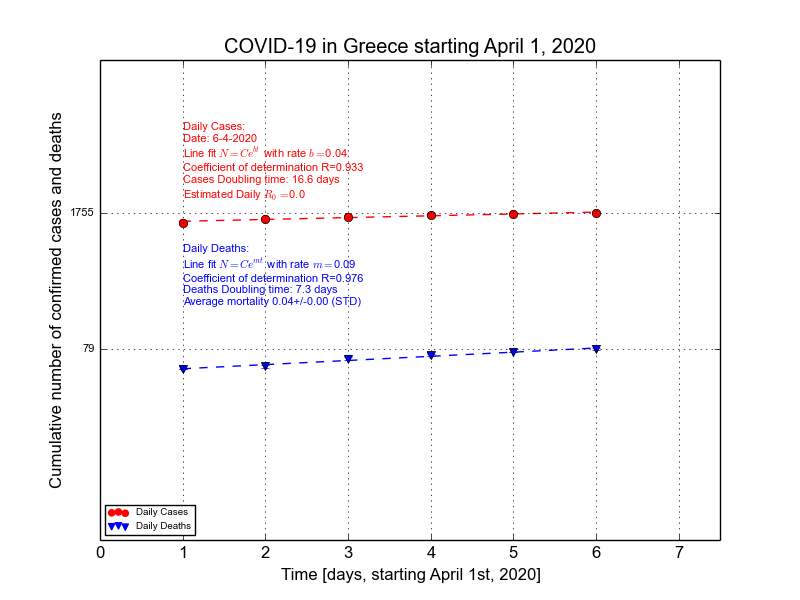 COVID-19 in Greece starting April 1, 2020
Cumulative number of confirmed cases and deaths
1755
79
Daily Cases:
Date: 6-4-2020
Line fit N=Ce^{bt} with rate b=0.04
Coefficient of determination R=0.933
Cases Doubling time: 16.6 days
Estimated Daily R_0 =0.0
Daily Deaths:
Line fit N=Ce^{mt} with rate m=0.09
Coefficient of determination R=0.976
Deaths Doubling time: 7.3 days
Average mortality 0.04+/-0.00 (STD)
Daily Cases
Daily Deaths
0 1 2 3 4 5 6 7
Time [days, starting April 1st, 2020]